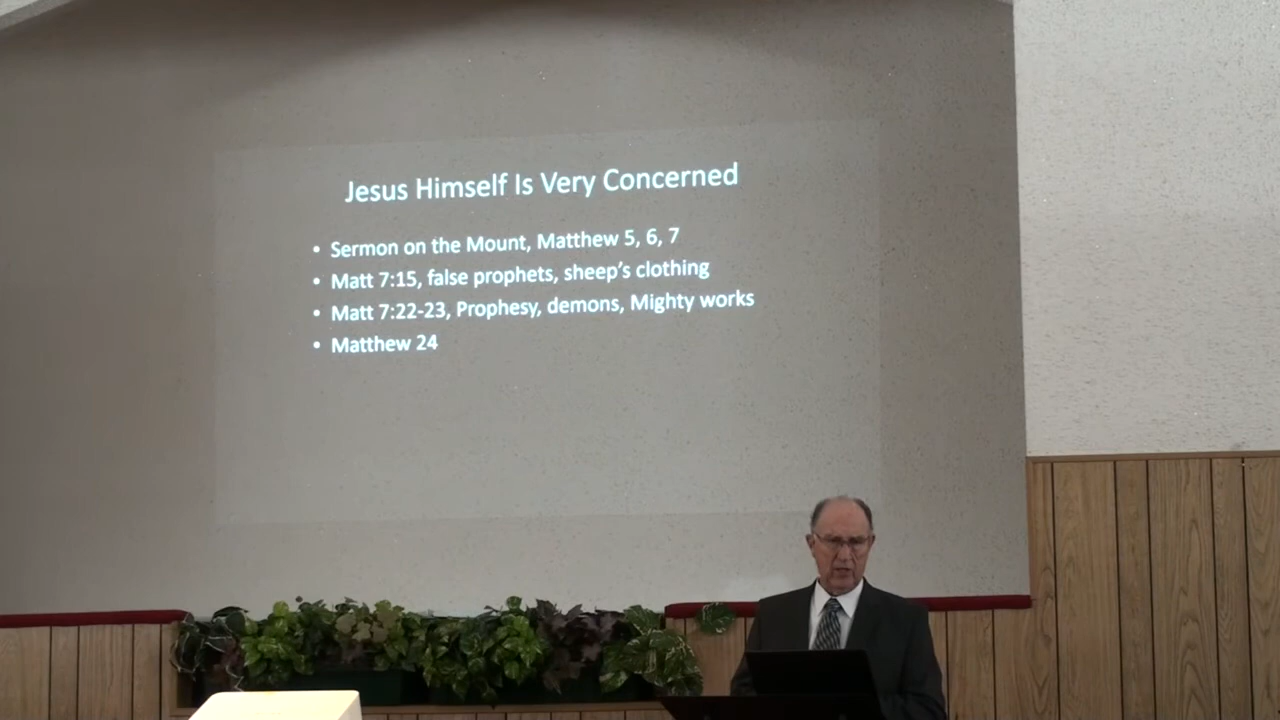 Jesus Himself Is Very Concerned
• Sermon on the Mount, Matthew 5, 6, 7
• Matt 7:15, false prophets, sheep’s clothing
• Matt 7:22-23, Prophesy, demons, Mighty works
• Matthew 24